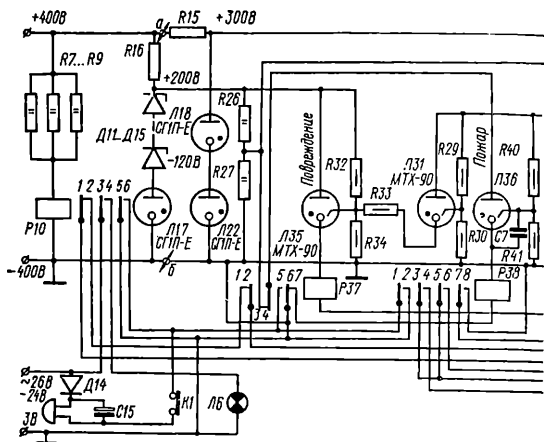 +400В
R7...R9
Р10
-400В
R16
а
R15
+300В
+200В
Д11-Д15
Л18
СГ1П-Е
-120В
Л17
СГ1П-Е
б
R26
R27
Л22
СГ1П-Е
Повреждение
R32
R33
R34
Л35
МТХ-90
Р37
Л31
МТХ-90
R29
R30
Пожар
Л36
R40
С7
R41
Р38
1 2 3 4 5 6
1 2
3 4
5 6 7
1 2 3 4 5 6 7 8
~26В
-24В
3В
Д14
С15
К1
Л6